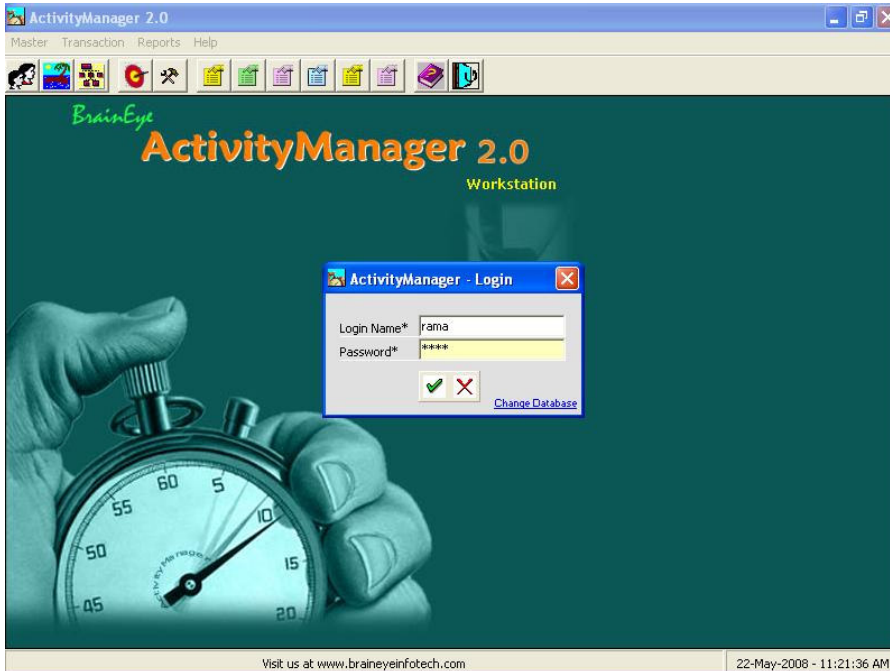 ActivityManager 2.0
Master Transaction Reports Help
BrainEye
ActivityManager 2.0
Workstation
ActivityManager - Login
Login Name* rama
Password* ****
Change Database
60
55 5
50 10
45 15
20
ActivityManager
Visit us at www.braineyeinfotech.com 22-May-2008 - 11:21:36 AM